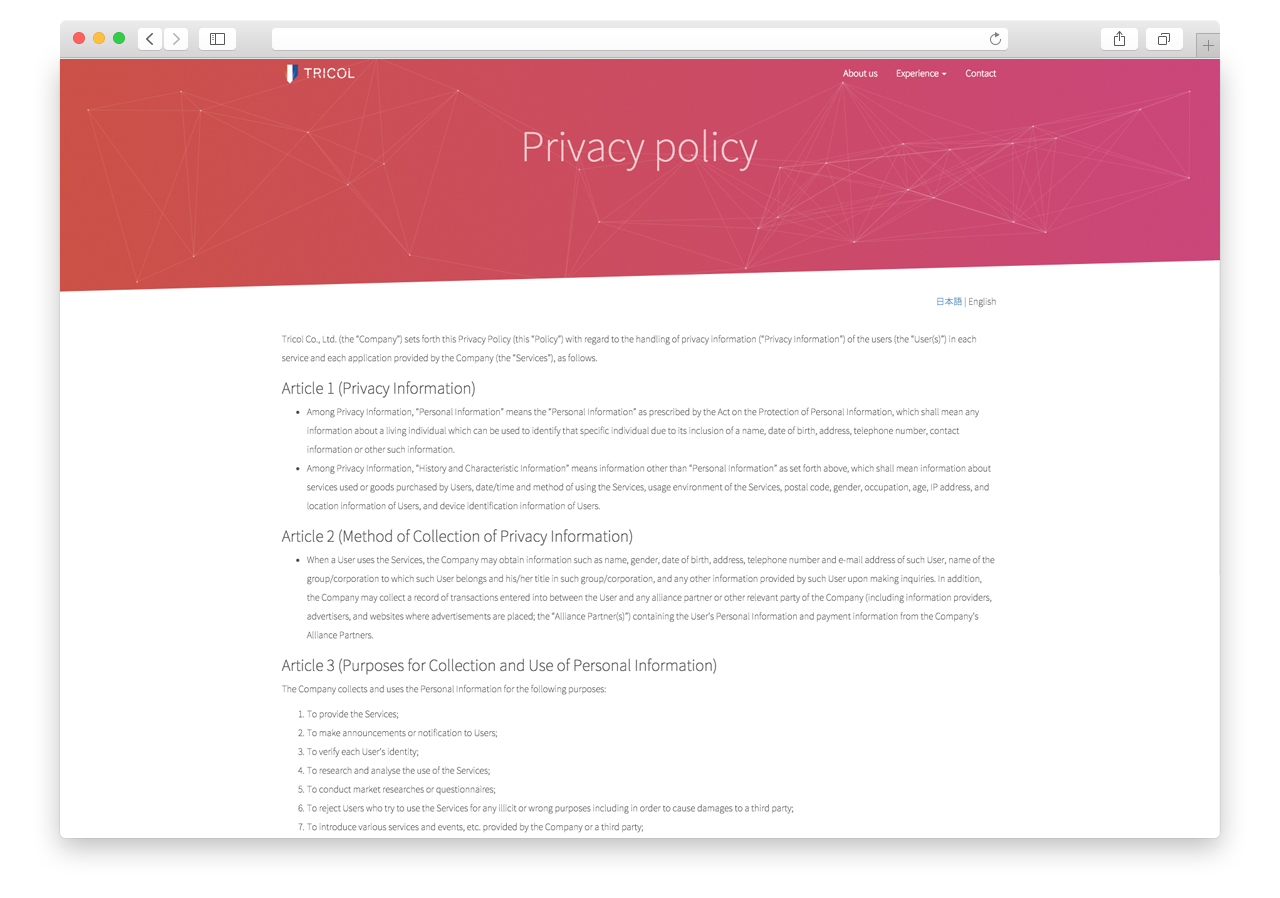 TRICOL
About us Experience Contact
Privacy policy
日本語 | English
Tricol Co., Ltd. (the “Company”) sets forth this Privacy Policy (this “Policy”) with regard to the handling of privacy information (“Privacy Information”) of the users (the “User(s)”) in each
service and each application provided by the Company (the “Services”), as follows.
Article 1 (Privacy Information)
• Among Privacy Information, “Personal Information” means the “Personal Information” as prescribed by the Act on the Protection of Personal Information, which shall mean any
information about a living individual which can be used to identify that specific individual due to its inclusion of a name, date of birth, address, telephone number, contact
information or other such information.
• Among Privacy Information, “History and Characteristic Information” means information other than “Personal Information” as set forth above, which shall mean information about
services used or goods purchased by Users, date/time and method of using the Services, usage environment of the Services, postal code, gender, occupation, age, IP address, and
location information of Users, and device identification information of Users.
Article 2 (Method of Collection of Privacy Information)
• When a User uses the Services, the Company may obtain information such as name, gender, date of birth, address, telephone number and e-mail address of such User, name of the
group/corporation to which such User belongs and his/her title in such group/corporation, and any other information provided by such User upon making inquiries. In addition,
the Company may collect a record of transactions entered into between the User and any alliance partner or other relevant party of the Company (including information providers,
advertisers, and websites where advertisements are placed; the “Alliance Partner(s)”) containing the User’s Personal Information and payment information from the Company’s
Alliance Partners.
Article 3 (Purposes for Collection and Use of Personal Information)
The Company collects and uses the Personal Information for the following purposes:
1. To provide the Services;
2. To make announcements or notification to Users;
3. To verify each User’s identity;
4. To research and analyse the use of the Services;
5. To conduct market researches or questionnaires;
6. To reject Users who try to use the Services for any illicit or wrong purposes including in order to cause damages to a third party;
7. To introduce various services and events, etc. provided by the Company or a third party;